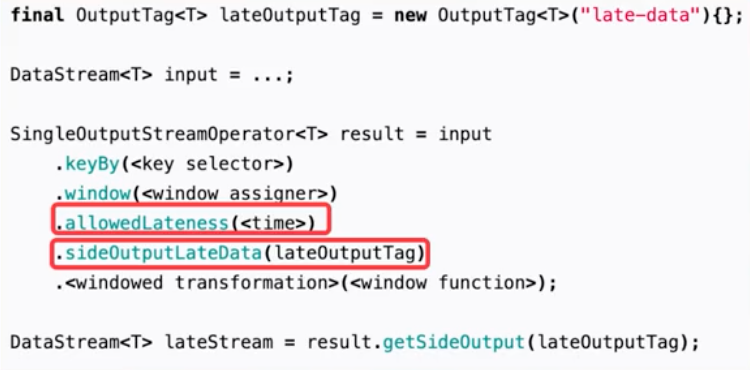 final OutputTag<T> lateOutputTag = new OutputTag<T>("late-data"){};
DataStream<T> input = ...;
SingleOutputStreamOperator<T> result = input
.keyBy(<key selector>)
.window(<window assigner>)
.allowedLateness(<time>)
.sideOutputLateData(lateOutputTag)
.<windowed transformation>(<window function>);
DataStream<T> lateStream = result.getSideOutput(lateOutputTag);